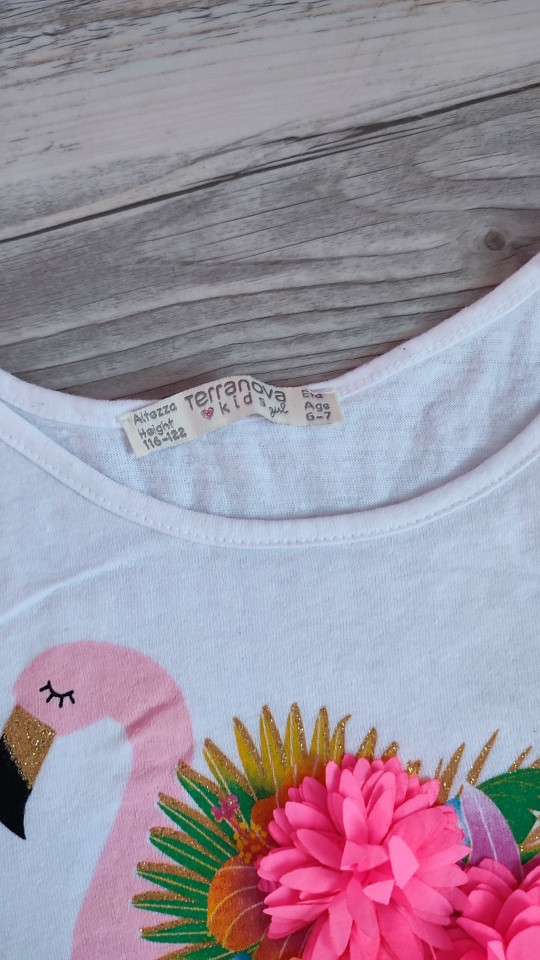 Altezza
Height
116-122
Terranova
kids girl
Età
Age
6-7